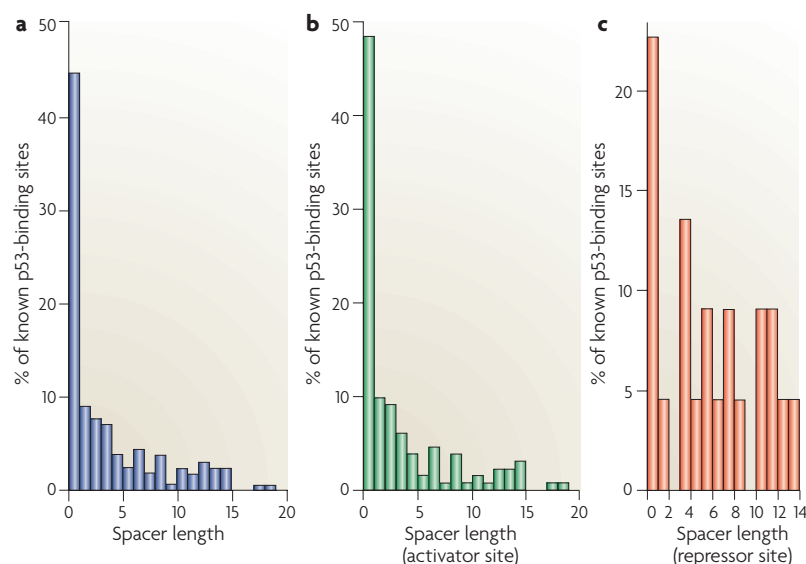 a
% of known p53-binding sites
50
40
30
20
10
0
0 5 10 15 20
Spacer length
b
% of known p53-binding sites
50
40
30
20
10
0
0 5 10 15 20
Spacer length
(activator site)
c
% of known p53-binding sites
20
15
10
5
0
0 2 4 6 8 10 12 14
Spacer length
(repressor site)